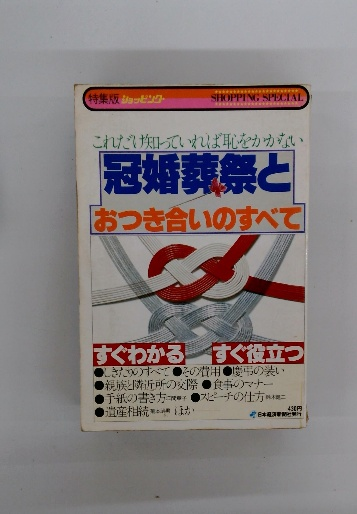 特集版 ショッピング SHOPPING SPECIAL
これだけ知っていれば恥をかかない
冠婚葬祭と
おつき合いのすべて
すぐわかる すぐ役立つ
●しきたりのすべて ●その費用 ●慶弔の装い
●親族と隣近所の交際 ●食事のマナー
●手紙の書き方 ●スピーチの仕方
●遺産相続 ほか
430円
日本経済新聞社発行